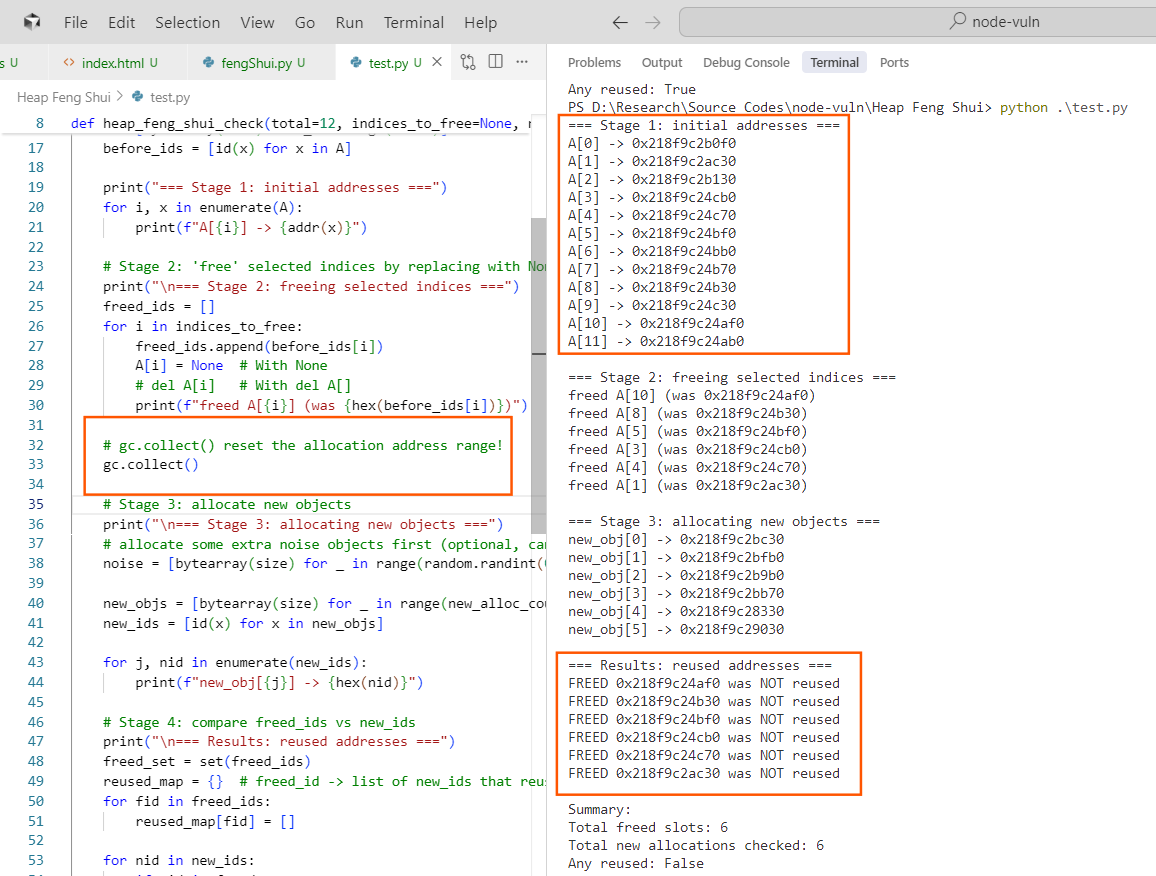 File Edit Selection View Go Run Terminal Help
node-vuln
s U
index.html U
fengShui.py U
test.py U
Heap Feng Shui > test.py
8 def heap_feng_shui_check(total=12, indices_to_free=None, r
17 before_ids = [id(x) for x in A]
18
19 print("=== Stage 1: initial addresses ===")
20 for i, x in enumerate(A):
21 print(f"A[{i}] -> {addr(x)}")
22
23 # Stage 2: 'free' selected indices by replacing with Non
24 print("\n=== Stage 2: freeing selected indices ===")
25 freed_ids = []
26 for i in indices_to_free:
27 freed_ids.append(before_ids[i])
28 A[i] = None # With None
29 # del A[i] # With del A[]
30 print(f"freed A[{i}] (was {hex(before_ids[i])})")
31
32 # gc.collect() reset the allocation address range!
33 gc.collect()
34
35 # Stage 3: allocate new objects
36 print("\n=== Stage 3: allocating new objects ===")
37 # allocate some extra noise objects first (optional, can
38 noise = [bytearray(size) for _ in range(random.randint(
39
40 new_objs = [bytearray(size) for _ in range(new_alloc_cou
41 new_ids = [id(x) for x in new_objs]
42
43 for j, nid in enumerate(new_ids):
44 print(f"new_obj[{j}] -> {hex(nid)}")
45
46 # Stage 4: compare freed_ids vs new_ids
47 print("\n=== Results: reused addresses ===")
48 freed_set = set(freed_ids)
49 reused_map = {} # freed_id -> list of new_ids that reus
50 for fid in freed_ids:
51 reused_map[fid] = []
52
53 for nid in new_ids:
Problems Output Debug Console Terminal Ports
Any reused: True
PS D:\Research\Source Codes\node-vuln\Heap Feng Shui> python .\test.py
=== Stage 1: initial addresses ===
A[0] -> 0x218f9c2b0f0
A[1] -> 0x218f9c2ac30
A[2] -> 0x218f9c2b130
A[3] -> 0x218f9c24cb0
A[4] -> 0x218f9c24c70
A[5] -> 0x218f9c24bf0
A[6] -> 0x218f9c24bb0
A[7] -> 0x218f9c24b70
A[8] -> 0x218f9c24b30
A[9] -> 0x218f9c24c30
A[10] -> 0x218f9c24af0
A[11] -> 0x218f9c24ab0
=== Stage 2: freeing selected indices ===
freed A[10] (was 0x218f9c24af0)
freed A[8] (was 0x218f9c24b30)
freed A[5] (was 0x218f9c24bf0)
freed A[3] (was 0x218f9c24cb0)
freed A[4] (was 0x218f9c24c70)
freed A[1] (was 0x218f9c2ac30)
=== Stage 3: allocating new objects ===
new_obj[0] -> 0x218f9c2bc30
new_obj[1] -> 0x218f9c2bfb0
new_obj[2] -> 0x218f9c2b9b0
new_obj[3] -> 0x218f9c2bb70
new_obj[4] -> 0x218f9c28330
new_obj[5] -> 0x218f9c29030
=== Results: reused addresses ===
FREED 0x218f9c24af0 was NOT reused
FREED 0x218f9c24b30 was NOT reused
FREED 0x218f9c24bf0 was NOT reused
FREED 0x218f9c24cb0 was NOT reused
FREED 0x218f9c24c70 was NOT reused
FREED 0x218f9c2ac30 was NOT reused
Summary:
Total freed slots: 6
Total new allocations checked: 6
Any reused: False